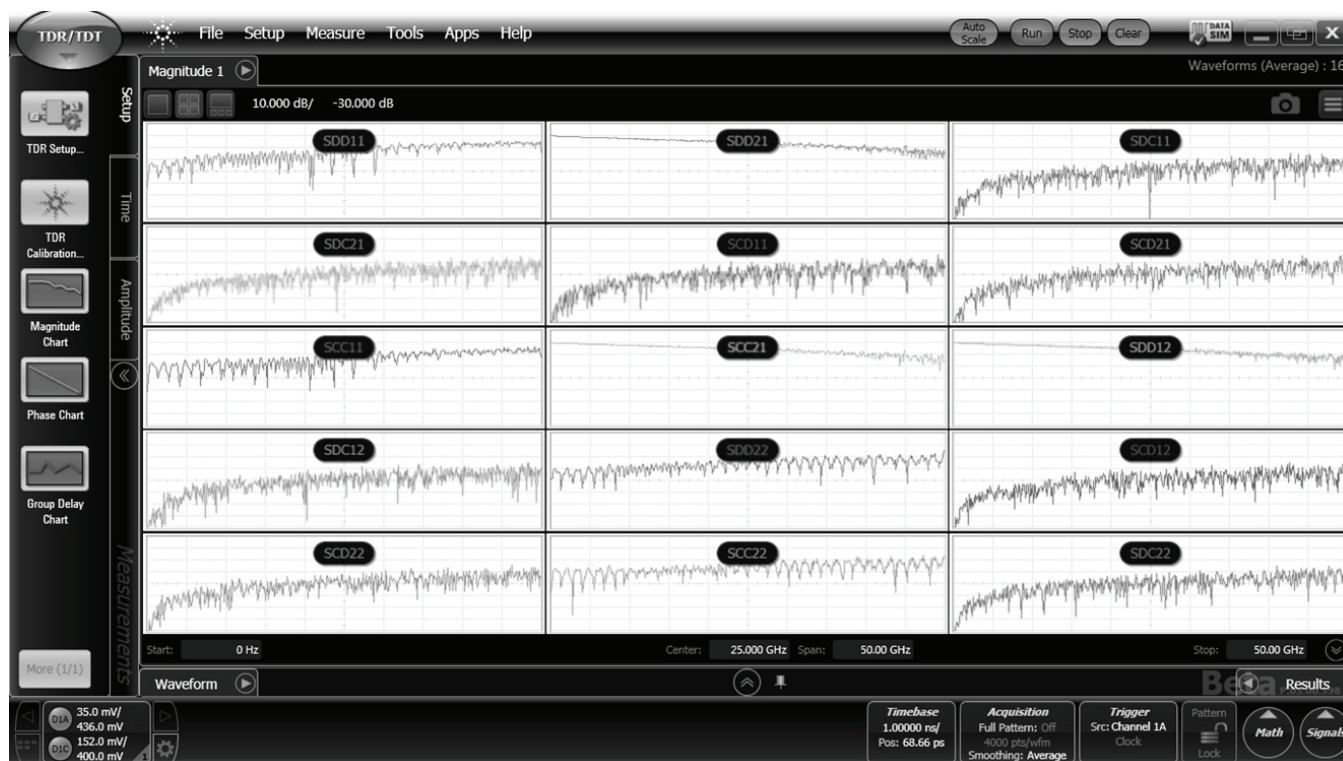 TDR/TDT
File Setup Measure Tools Apps Help
Auto
Scale
Run Stop Clear
DATA
SIM
X
Magnitude 1
Waveforms (Average) : 16
Setup
10.000 dB/ -30.000 dB
TDR Setup...
SDD11 SDD21 SDC11
Time
TDR
Calibration...
SDC21 SCD11 SCD21
Amplitude
Magnitude
Chart
SCC11 SCC21 SDD12
Phase Chart
SDC12 SDD22 SCD12
Group Delay
Chart
SCD22 SCC22 SDC22
Measurements
Start: 0 Hz Center: 25.000 GHz Span: 50.00 GHz Stop: 50.00 GHz
More (1/1)
Waveform
Beta
Results
D1A 35.0 mV/
436.0 mV
D1C 152.0 mV/
400.0 mV
1
Timebase
1.00000 ns/
Pos: 68.66 ps
Acquisition
Full Pattern: Off
4000 pts/wfm
Smoothing: Average
Trigger
Src: Channel 1A
Clock
Pattern
Lock
Math
Signals